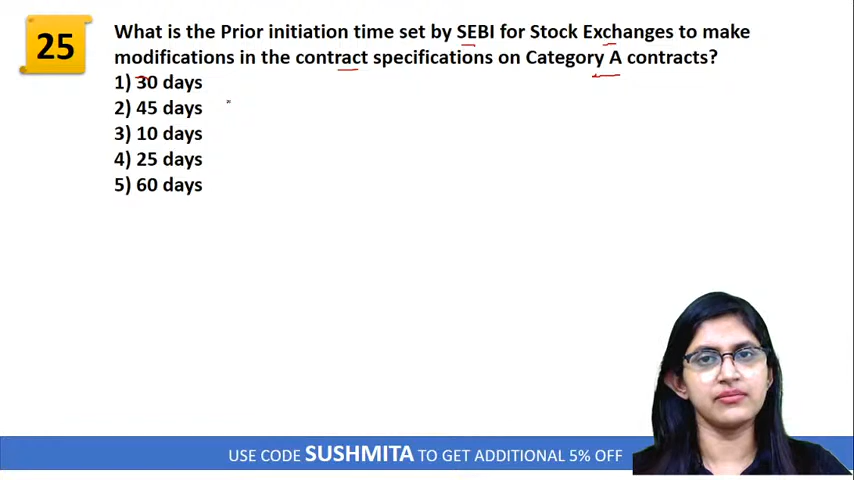 25
What is the Prior initiation time set by SEBI for Stock Exchanges to make
modifications in the contract specifications on Category A contracts?
1) 30 days
2) 45 days
3) 10 days
4) 25 days
5) 60 days
USE CODE SUSHMITA TO GET ADDITIONAL 5% OFF